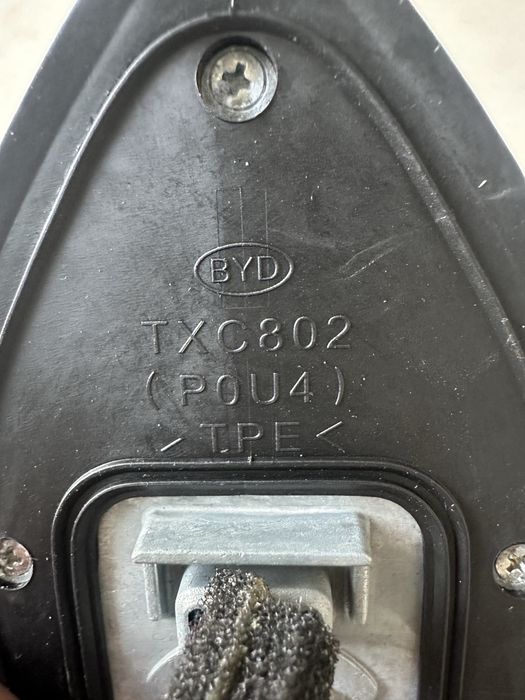 BYD
TXC802
(P0U4)
>TPE<